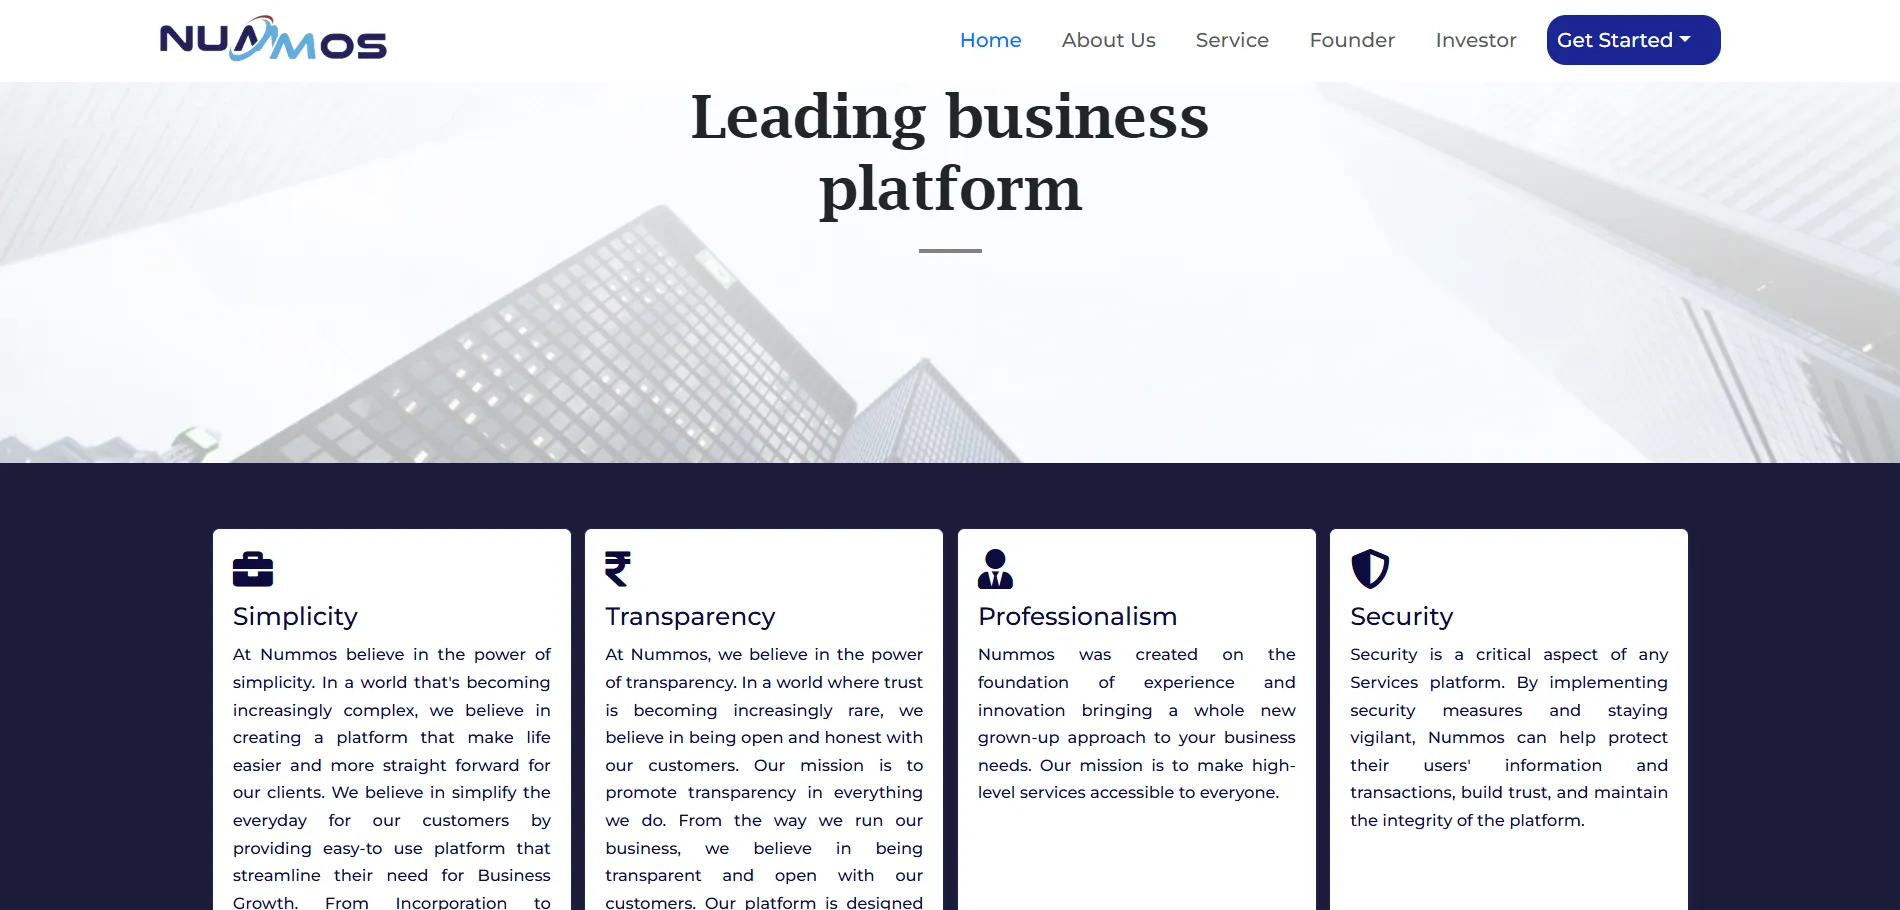 NUMMOS
Home
About Us
Service
Founder
Investor
Get Started
Leading business
platform
Simplicity
At Nummos believe in the power of
simplicity. In a world that's becoming
increasingly complex, we believe in
creating a platform that make life
easier and more straight forward for
our clients. We believe in simplify the
everyday for our customers by
providing easy-to use platform that
streamline their need for Business
Growth. From Incorporation to
Transparency
At Nummos, we believe in the power
of transparency. In a world where trust
is becoming increasingly rare, we
believe in being open and honest with
our customers. Our mission is to
promote transparency in everything
we do. From the way we run our
business, we believe in being
transparent and open with our
customers. Our platform is designed
Professionalism
Nummos was created on the
foundation of experience and
innovation bringing a whole new
grown-up approach to your business
needs. Our mission is to make high-
level services accessible to everyone.
Security
Security is a critical aspect of any
Services platform. By implementing
security measures and staying
vigilant, Nummos can help protect
their users' information and
transactions, build trust, and maintain
the integrity of the platform.